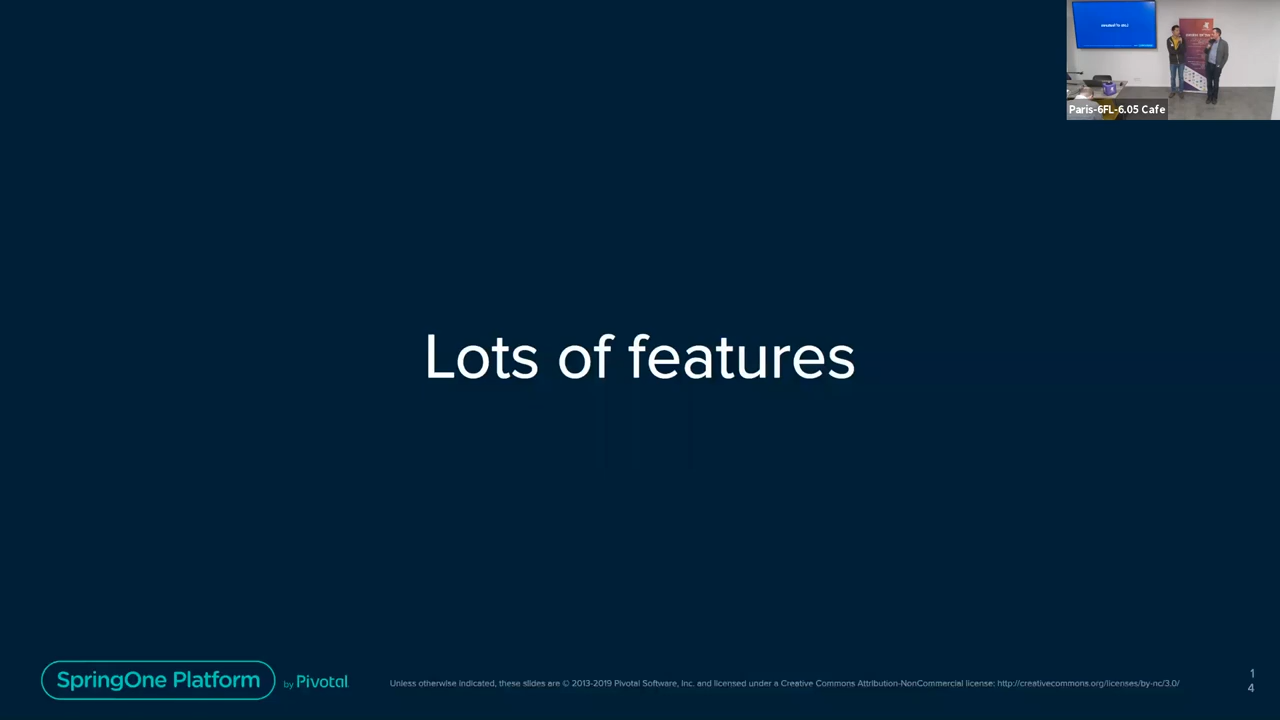 Paris-6FL-6.05 Cafe
Lots of features
SpringOne Platform
by Pivotal
Unless otherwise indicated, these slides are © 2013-2019 Pivotal Software, Inc. and licensed under a Creative Commons Attribution-NonCommercial license: http://creativecommons.org/licenses/by-nc/3.0/
1
4